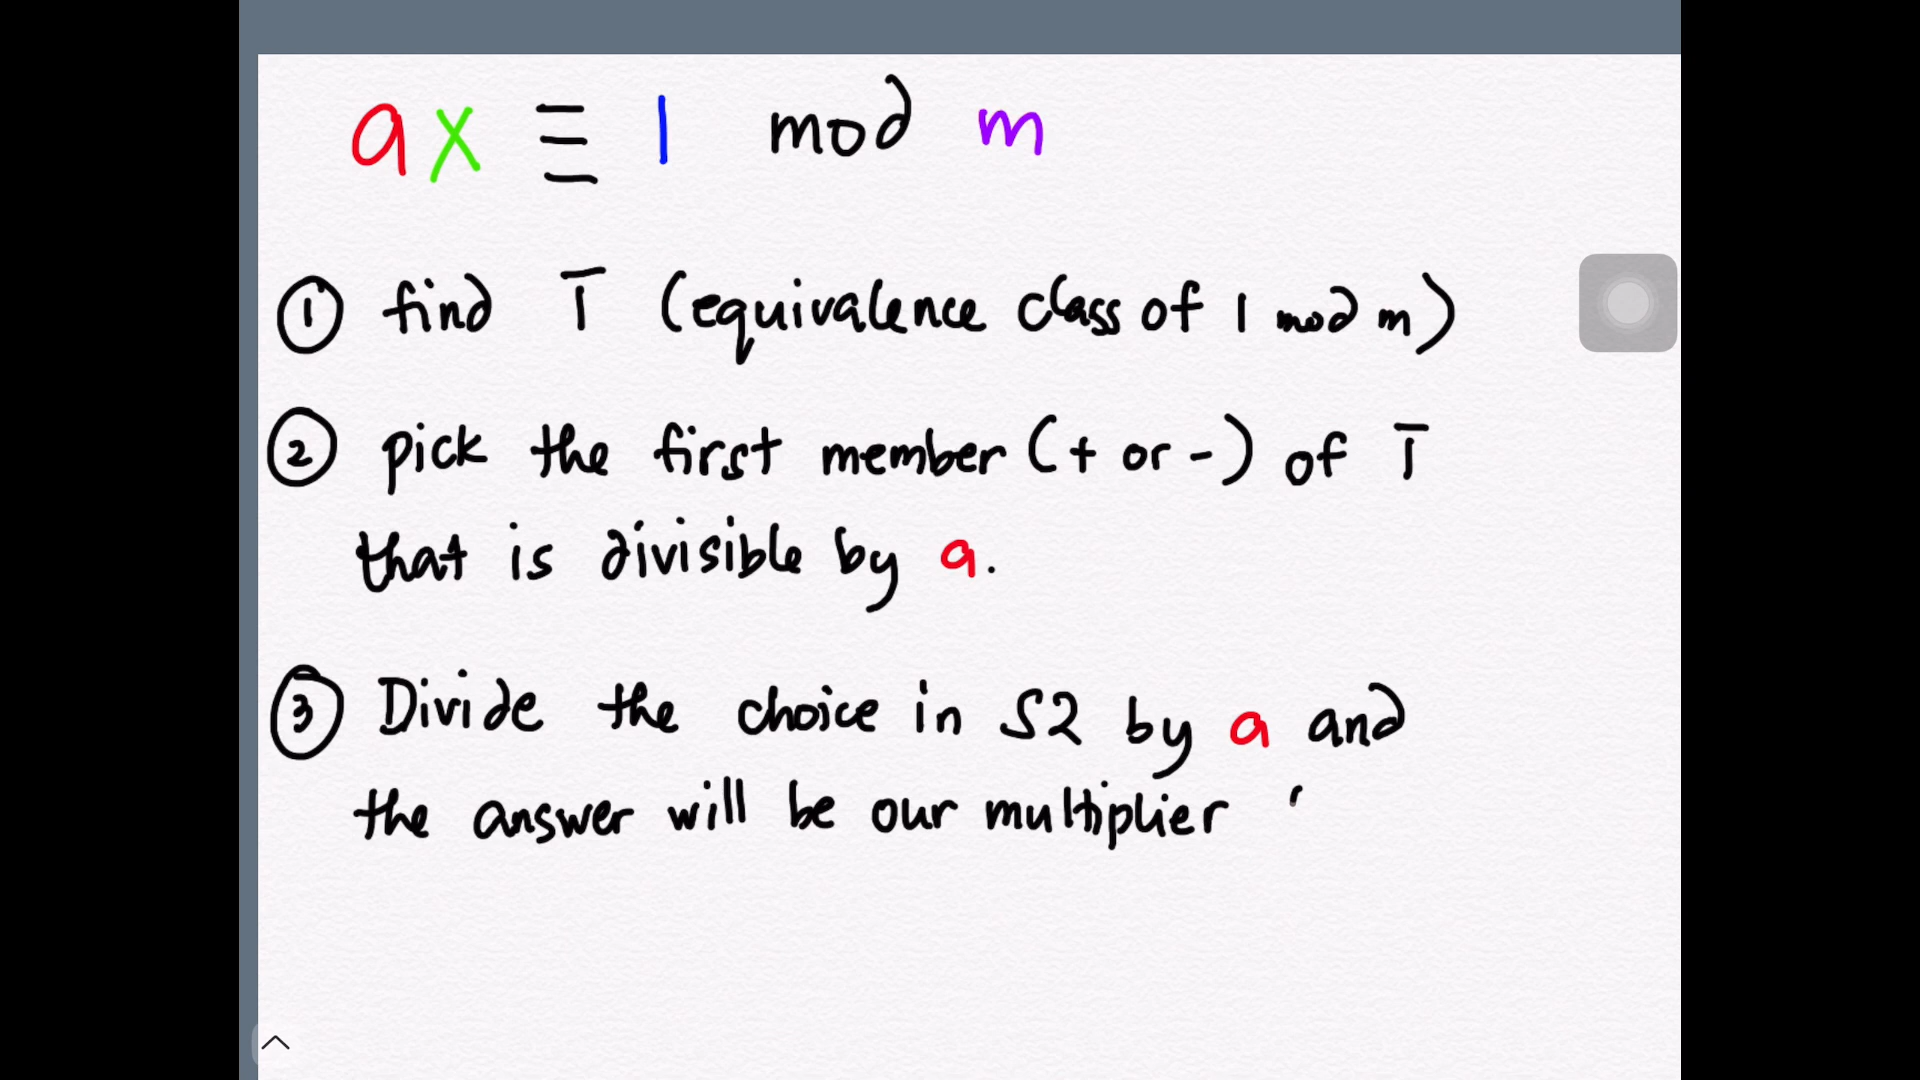 ax ≡ 1 mod m
① find 1̅ (equivalence class of 1 mod m)
② pick the first member (+ or -) of 1̅
that is divisible by a.
③ Divide the choice in S2 by a and
the answer will be our multiplier '